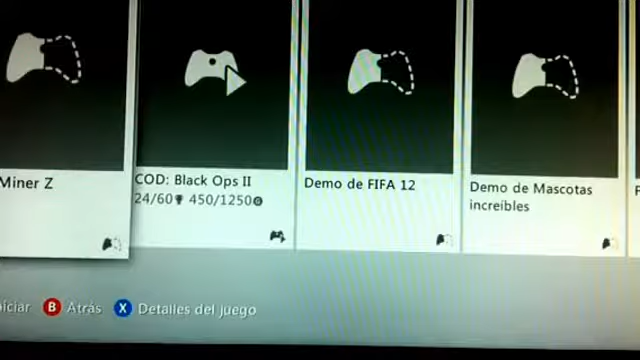 Miner Z
COD: Black Ops II
24/60 450/1250 G
Demo de FIFA 12
Demo de Mascotas
increíbles
B Atrás X Detalles del juego